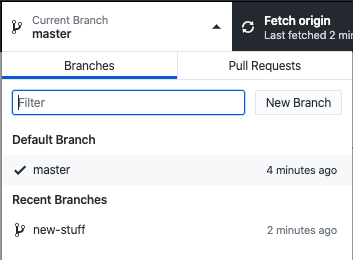 Current Branch
master
Fetch origin
Last fetched 2 min
Branches
Pull Requests
Filter
New Branch
Default Branch
master
4 minutes ago
Recent Branches
new-stuff
2 minutes ago